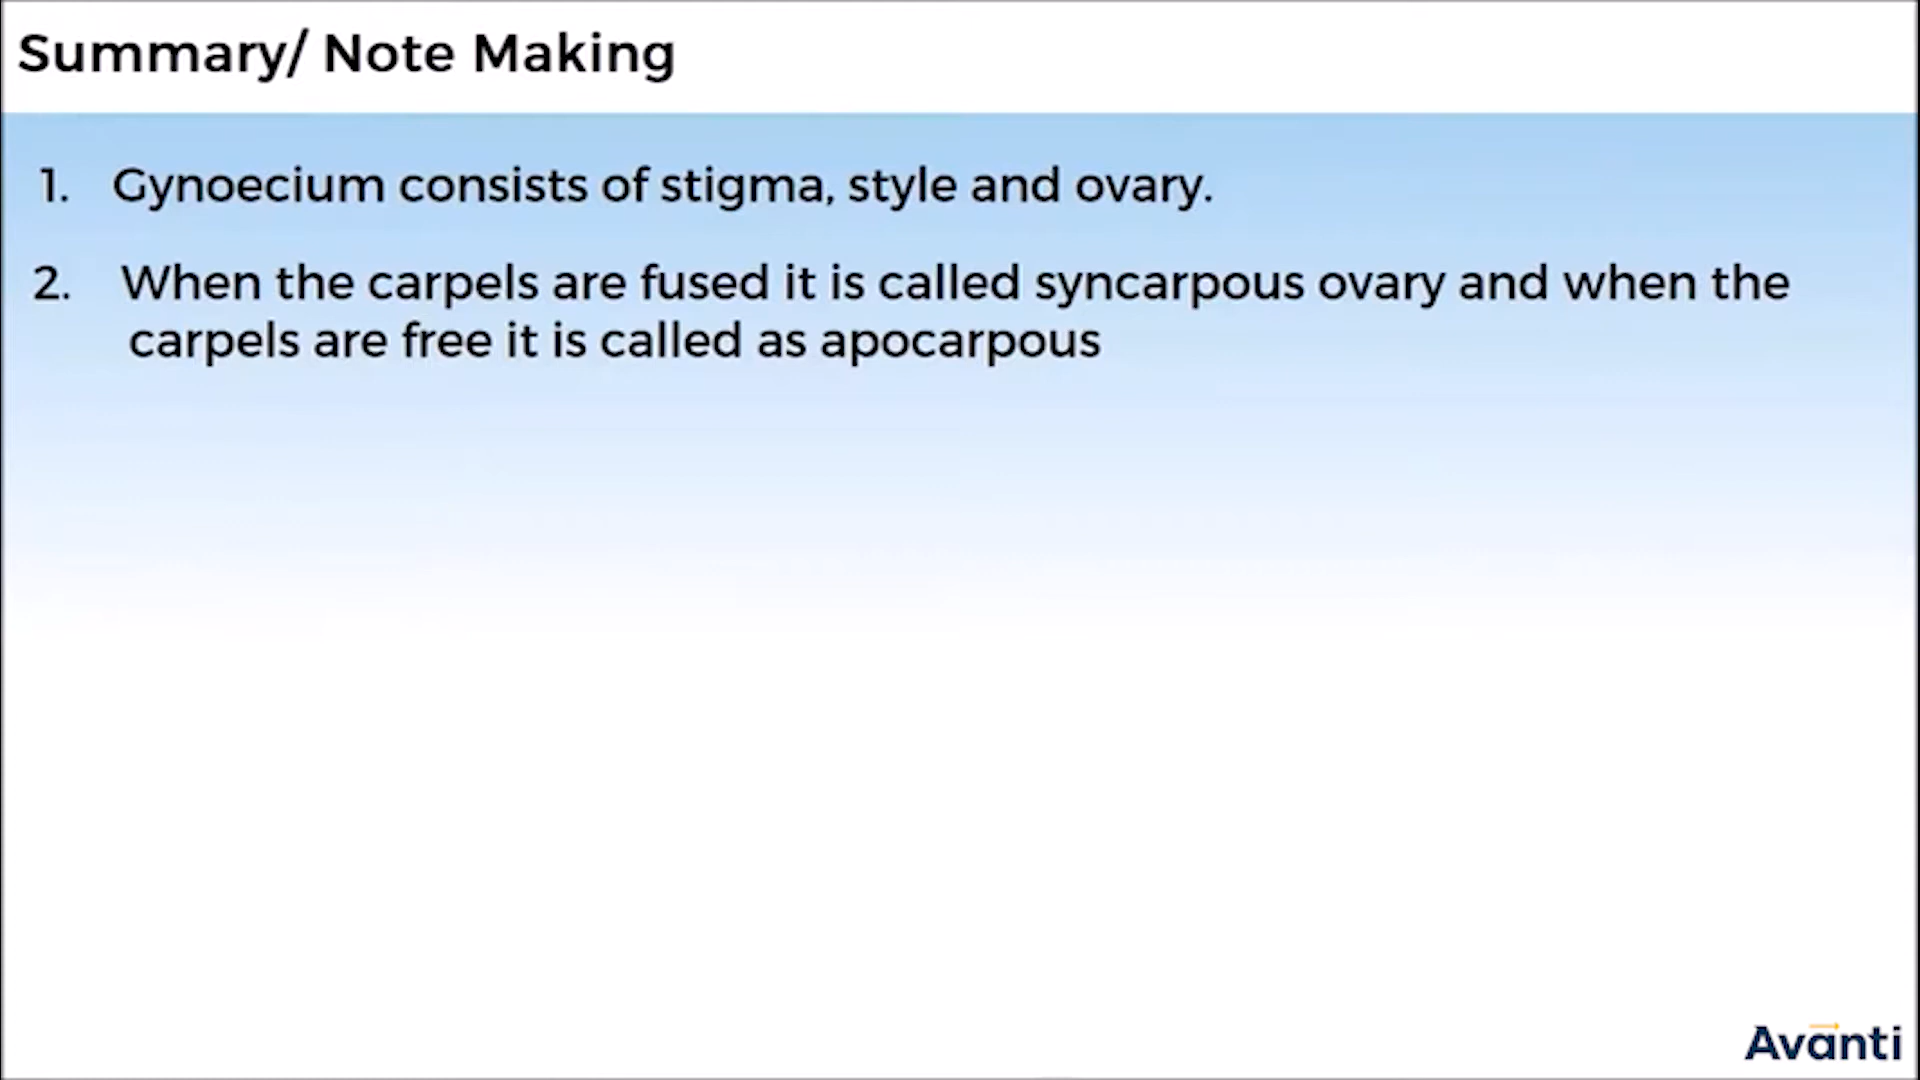 Summary/ Note Making
1. Gynoecium consists of stigma, style and ovary.
2. When the carpels are fused it is called syncarpous ovary and when the
carpels are free it is called as apocarpous
Avanti